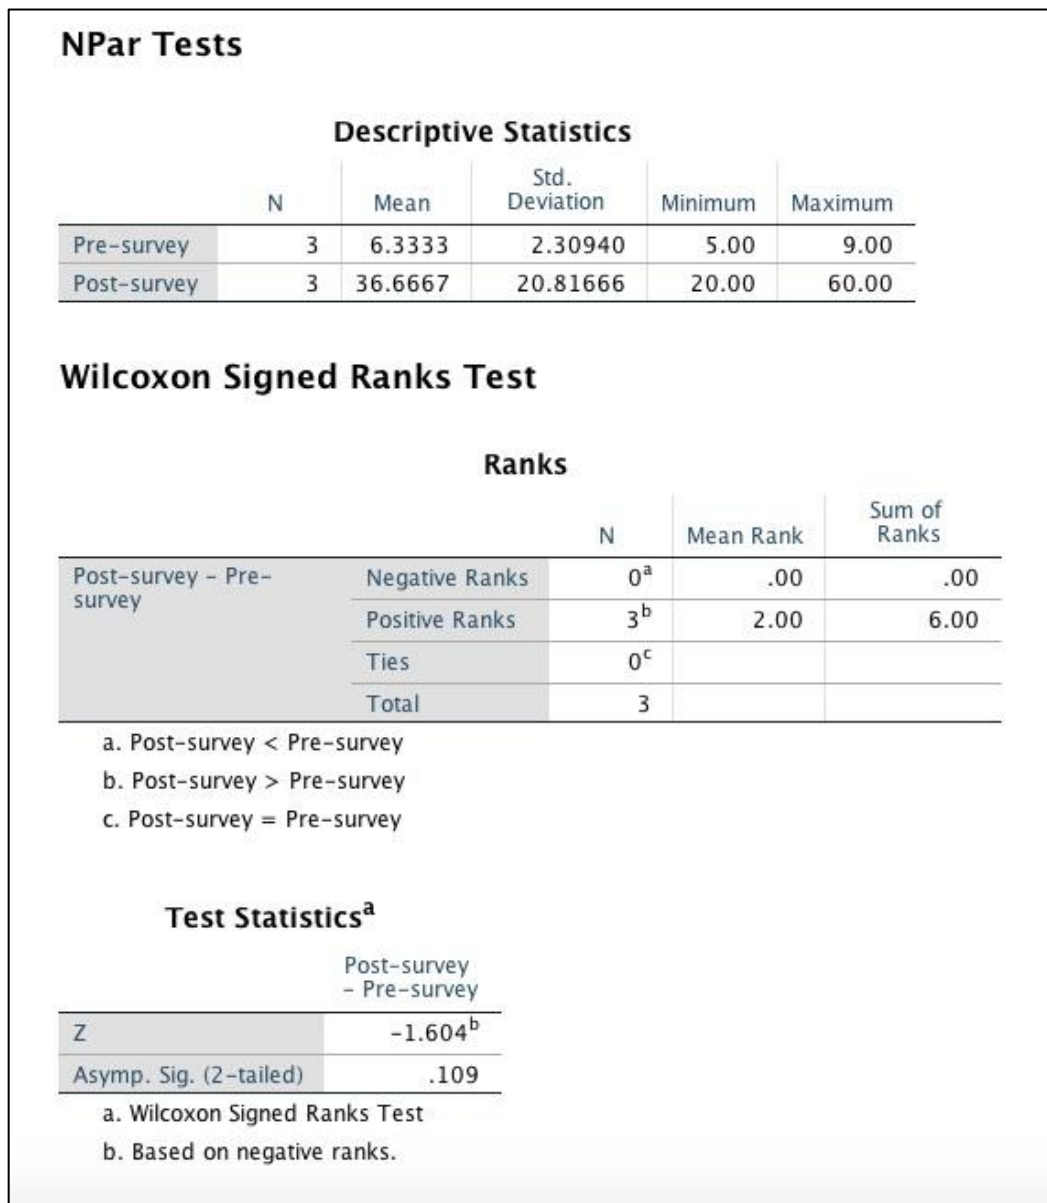 NPar Tests
Descriptive Statistics
N Mean Std. Deviation Minimum Maximum
Pre-survey 3 6.3333 2.30940 5.00 9.00
Post-survey 3 36.6667 20.81666 20.00 60.00
Wilcoxon Signed Ranks Test
Ranks
N Mean Rank Sum of Ranks
Post-survey - Pre-survey Negative Ranks 0a .00 .00
Positive Ranks 3b 2.00 6.00
Ties 0c
Total 3
a. Post-survey < Pre-survey
b. Post-survey > Pre-survey
c. Post-survey = Pre-survey
Test Statisticsa
Post-survey
- Pre-survey
Z -1.604b
Asymp. Sig. (2-tailed) .109
a. Wilcoxon Signed Ranks Test
b. Based on negative ranks.